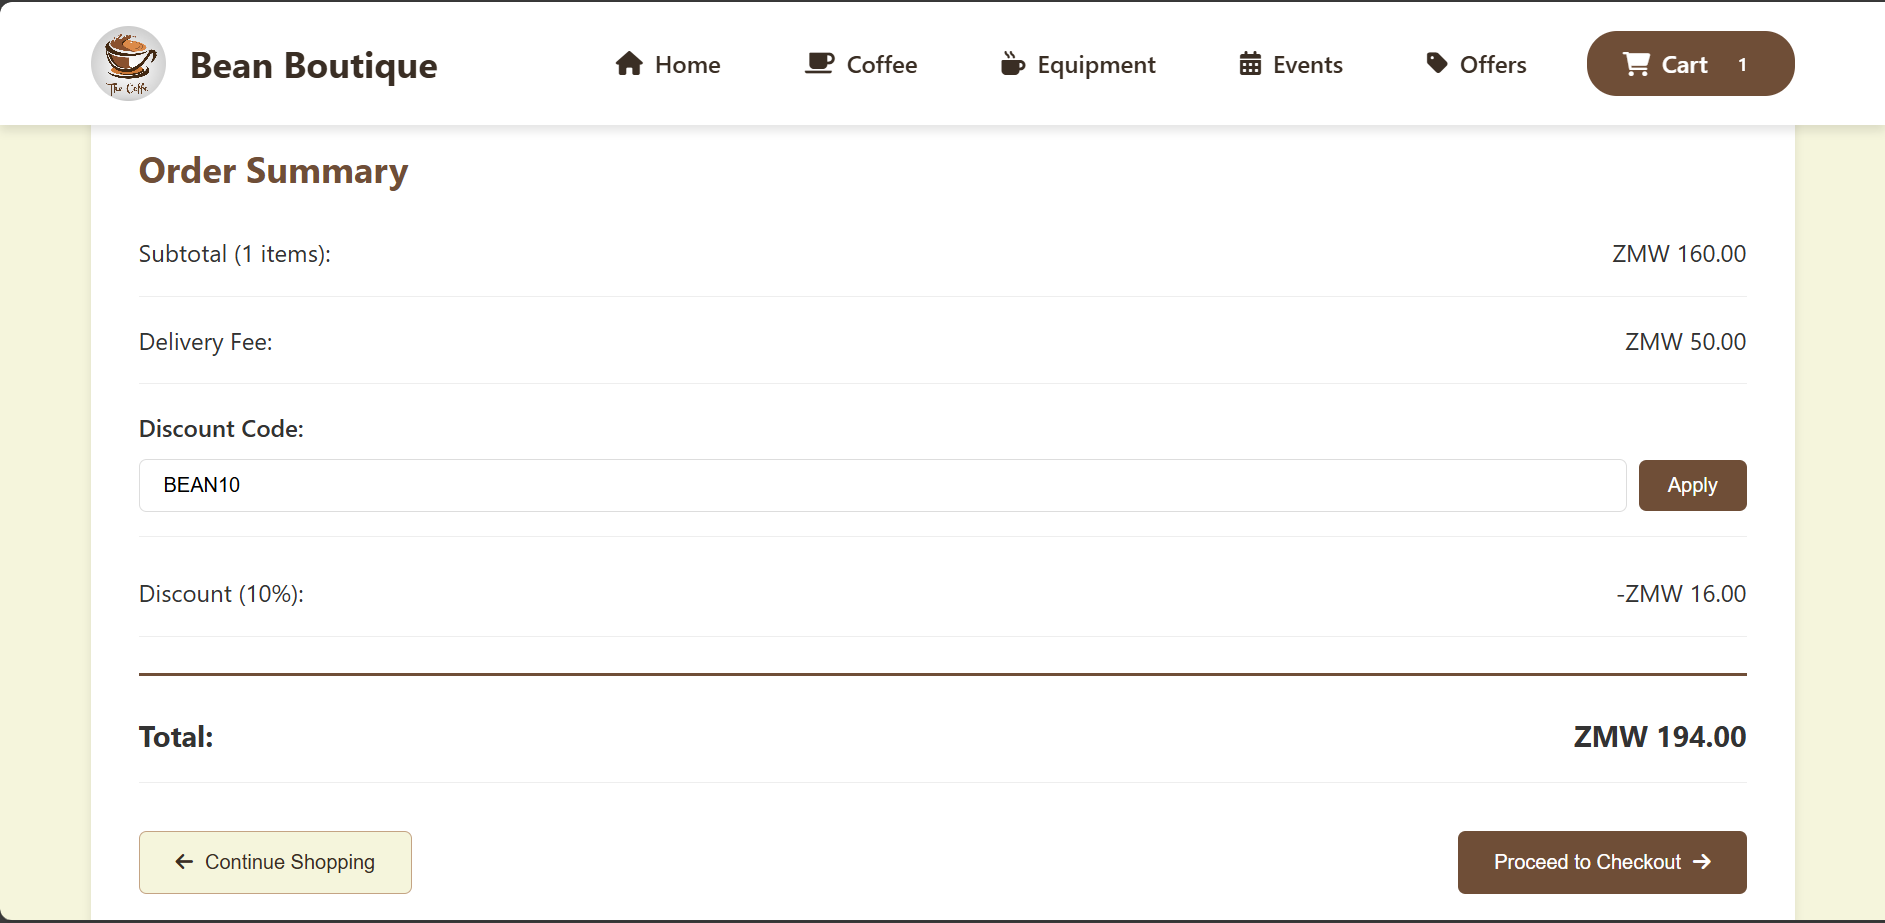 The Coffe
Bean Boutique
Home
Coffee
Equipment
Events
Offers
Cart 1
Order Summary
Subtotal (1 items): ZMW 160.00
Delivery Fee: ZMW 50.00
Discount Code:
BEAN10 Apply
Discount (10%): -ZMW 16.00
Total: ZMW 194.00
Continue Shopping
Proceed to Checkout